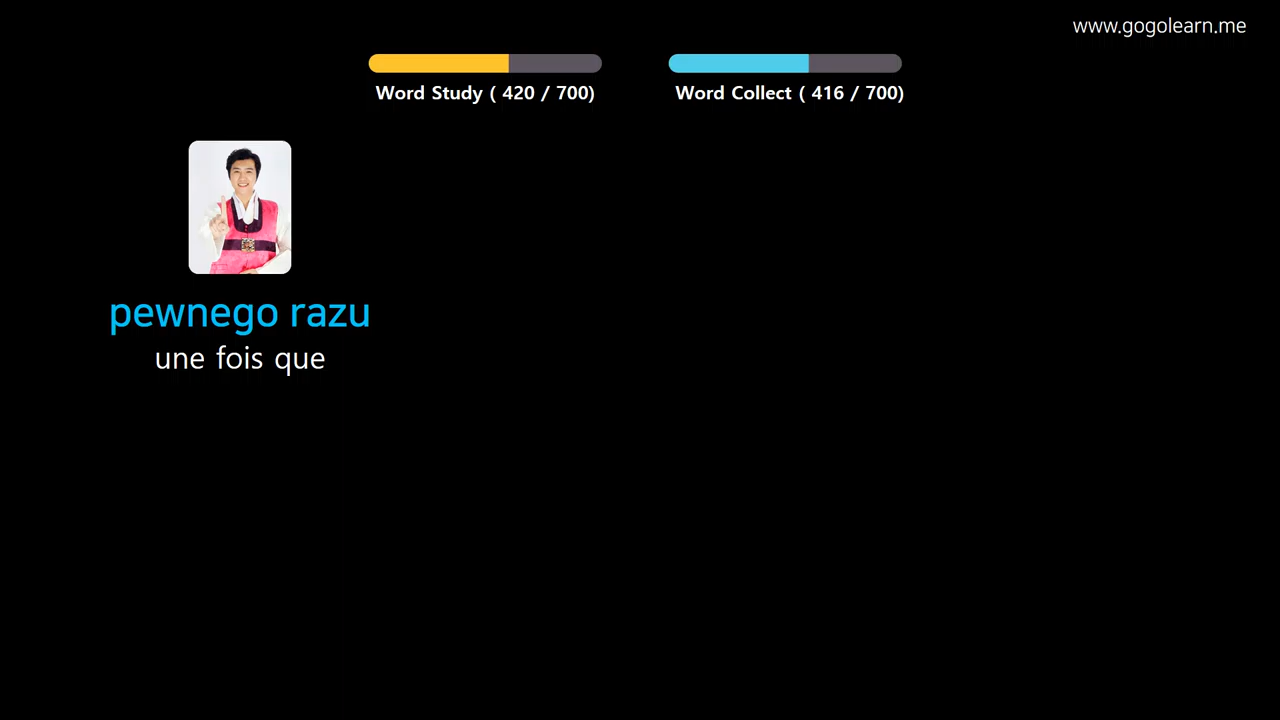 www.gogolearn.me
Word Study ( 420 / 700)
Word Collect ( 416 / 700)
pewnego razu
une fois que